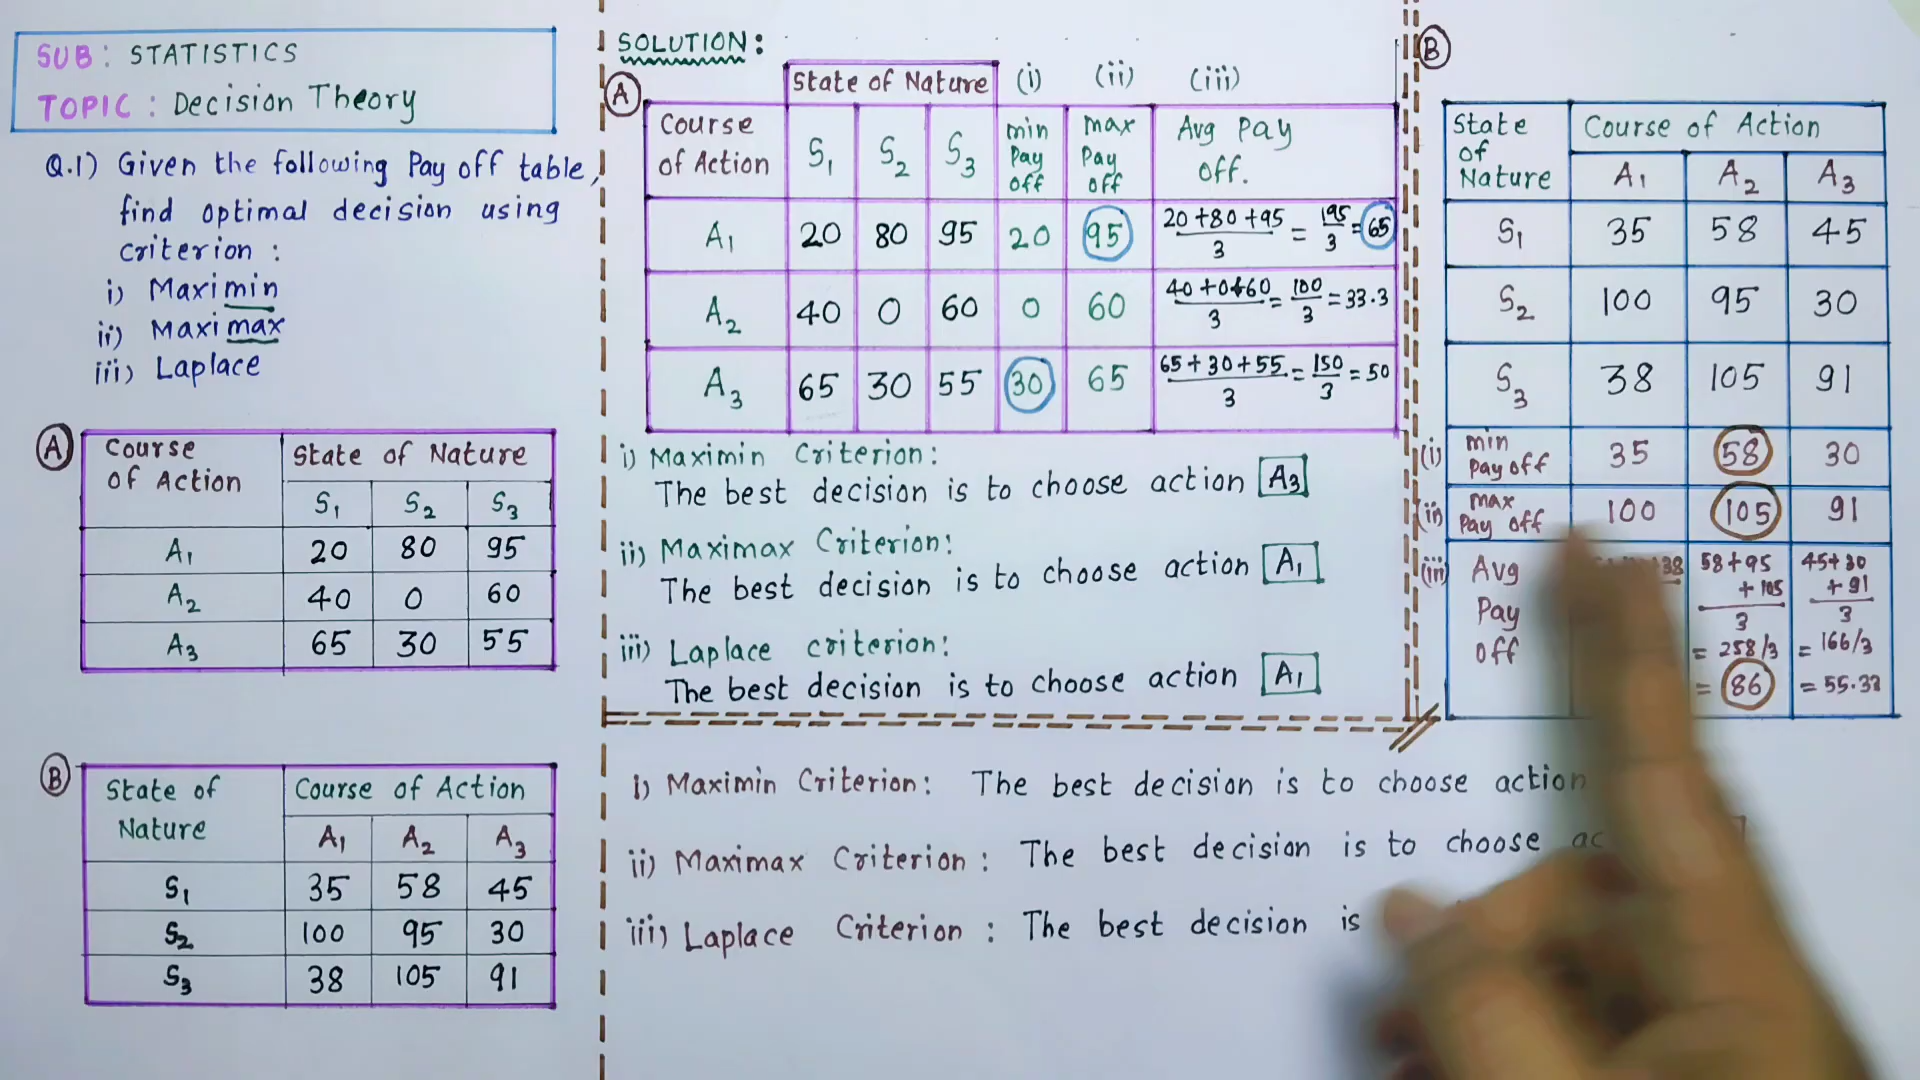 SUB: STATISTICS
TOPIC: Decision Theory
Q.1) Given the following Pay off table,
find optimal decision using
criterion :
i) Maximin
ii) Maximax
iii) Laplace
A
Course of Action | State of Nature
S1 S2 S3
A1 20 80 95
A2 40 0 60
A3 65 30 55
B
State of Nature | Course of Action
A1 A2 A3
S1 35 58 45
S2 100 95 30
S3 38 105 91
SOLUTION:
A
State of Nature (i) (ii) (iii)
Course of Action S1 S2 S3 min Pay off max Pay off Avg Pay off.
A1 20 80 95 20 95 20+80+95/3 = 195/3 = 65
A2 40 0 60 0 60 40+0+60/3 = 100/3 = 33.3
A3 65 30 55 30 65 65+30+55/3 = 150/3 = 50
i) Maximin Criterion:
The best decision is to choose action A3
ii) Maximax Criterion:
The best decision is to choose action A1
iii) Laplace criterion:
The best decision is to choose action A1
B
State of Nature | Course of Action
A1 A2 A3
S1 35 58 45
S2 100 95 30
S3 38 105 91
(i) min Pay off 35 58 30
(ii) max Pay off 100 105 91
(iii) Avg Pay off
58+95+105/3 = 258/3 = 86
45+30+91/3 = 166/3 = 55.33
i) Maximin Criterion: The best decision is to choose action
ii) Maximax Criterion: The best decision is to choose
iii) Laplace Criterion: The best decision is